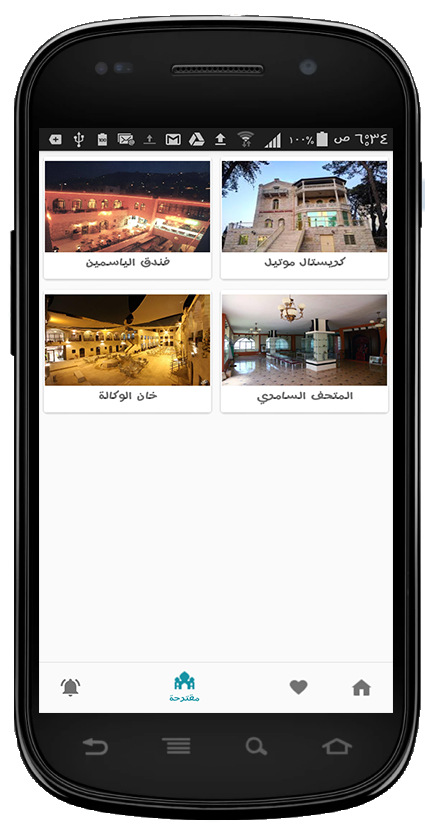 ٦:٣٤ ص ١٠٠%
كريستال موتيل
فندق الياسمين
المتحف السامري
خان الوكالة
مقترحة